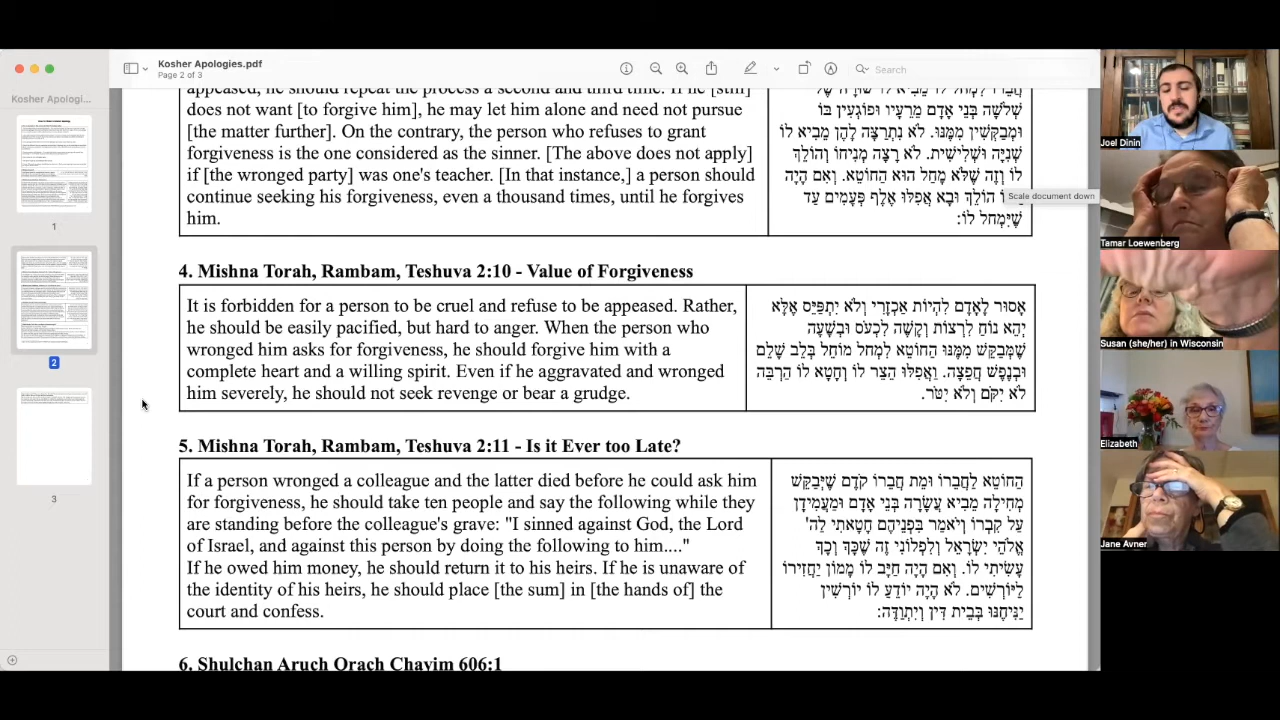 Kosher Apologies.pdf
Page 2 of 3
Search
Kosher Apologi...
1
2
3
appeased, he should repeat the process a second and third time. If he [still]
does not want [to forgive him], he may let him alone and need not pursue
[the matter further]. On the contrary, the person who refuses to grant
forgiveness is the one considered as the sinner. [The above does not apply]
if [the wronged party] was one's teacher. [In that instance,] a person should
continue seeking his forgiveness, even a thousand times, until he forgives
him.
שְׁלֹשָׁה בְּנֵי אָדָם מֵרֵעָיו וּפוֹגְעִין בּוֹ
וּמְבַקְּשִׁין מִמֶּנּוּ. לֹא נִתְרַצָּה לָהֶן מֵבִיא לוֹ
שְׁנִיָּה וּשְׁלִישִׁית. לֹא רָצָה מַנִּיחוֹ וְהוֹלֵךְ
לוֹ וְזֶה שֶׁלֹּא מָחַל הוּא הַחוֹטֵא. וְאִם הָיָה
הוֹלֵךְ וּבָא אֲפִלּוּ אֶלֶף פְּעָמִים עַד
שֶׁיִּמְחל לוֹ:
Scale document down
4. Mishna Torah, Rambam, Teshuva 2:10 - Value of Forgiveness
It is forbidden for a person to be cruel and refuse to be appeased. Rather,
he should be easily pacified, but hard to anger. When the person who
wronged him asks for forgiveness, he should forgive him with a
complete heart and a willing spirit. Even if he aggravated and wronged
him severely, he should not seek revenge or bear a grudge.
אָסוּר לָאָדָם לִהְיוֹת אַכְזָרִי וְלֹא יִתְפַּיֵּס אֶלָּא
יְהֵא נוֹחַ לִרְצוֹת וְקָשֶׁה לִכְעֹס וּבְשָׁעָה
שֶׁמְּבַקֵּשׁ מִמֶּנּוּ הַחוֹטֵא לִמְחל מוֹחֵל בְּלֵב שָׁלֵם
וּבְנֶפֶשׁ חֲפֵצָה. וַאֲפִלּוּ הֵצֵר לוֹ וְחָטָא לוֹ הַרְבֵּה
לֹא יִקֹּם וְלֹא יִטֹּר.
5. Mishna Torah, Rambam, Teshuva 2:11 - Is it Ever too Late?
If a person wronged a colleague and the latter died before he could ask him
for forgiveness, he should take ten people and say the following while they
are standing before the colleague's grave: "I sinned against God, the Lord
of Israel, and against this person by doing the following to him...."
If he owed him money, he should return it to his heirs. If he is unaware of
the identity of his heirs, he should place [the sum] in [the hands of] the
court and confess.
הַחוֹטֵא לַחֲבֵרוֹ וּמֵת חֲבֵרוֹ קֹדֶם שֶׁיְּבַקֵּשׁ
מְחִילָה מֵבִיא עֲשָׂרָה בְּנֵי אָדָם וּמַעֲמִידָן
עַל קִבְרוֹ וְיֹאמַר בִּפְנֵיהֶם חָטָאתִי לַה'
אֱלֹהֵי יִשְׂרָאֵל וְלִפְלוֹנִי זֶה שֶׁכָּךְ וְכָךְ
עָשִׂיתִי לוֹ. וְאִם הָיָה חַיָּב לוֹ מָמוֹן יַחֲזִירוֹ
לַיּוֹרְשִׁים. לֹא הָיָה יוֹדֵעַ לוֹ יוֹרְשִׁין
יַנִּיחֶנּוּ בְּבֵית דִּין וְיִתְוַדֶּה:
6. Shulchan Aruch Orach Chayim 606:1
Joel Dinin
Tamar Loewenberg
Susan (she/her) in Wisconsin
Elizabeth
Jane Avner